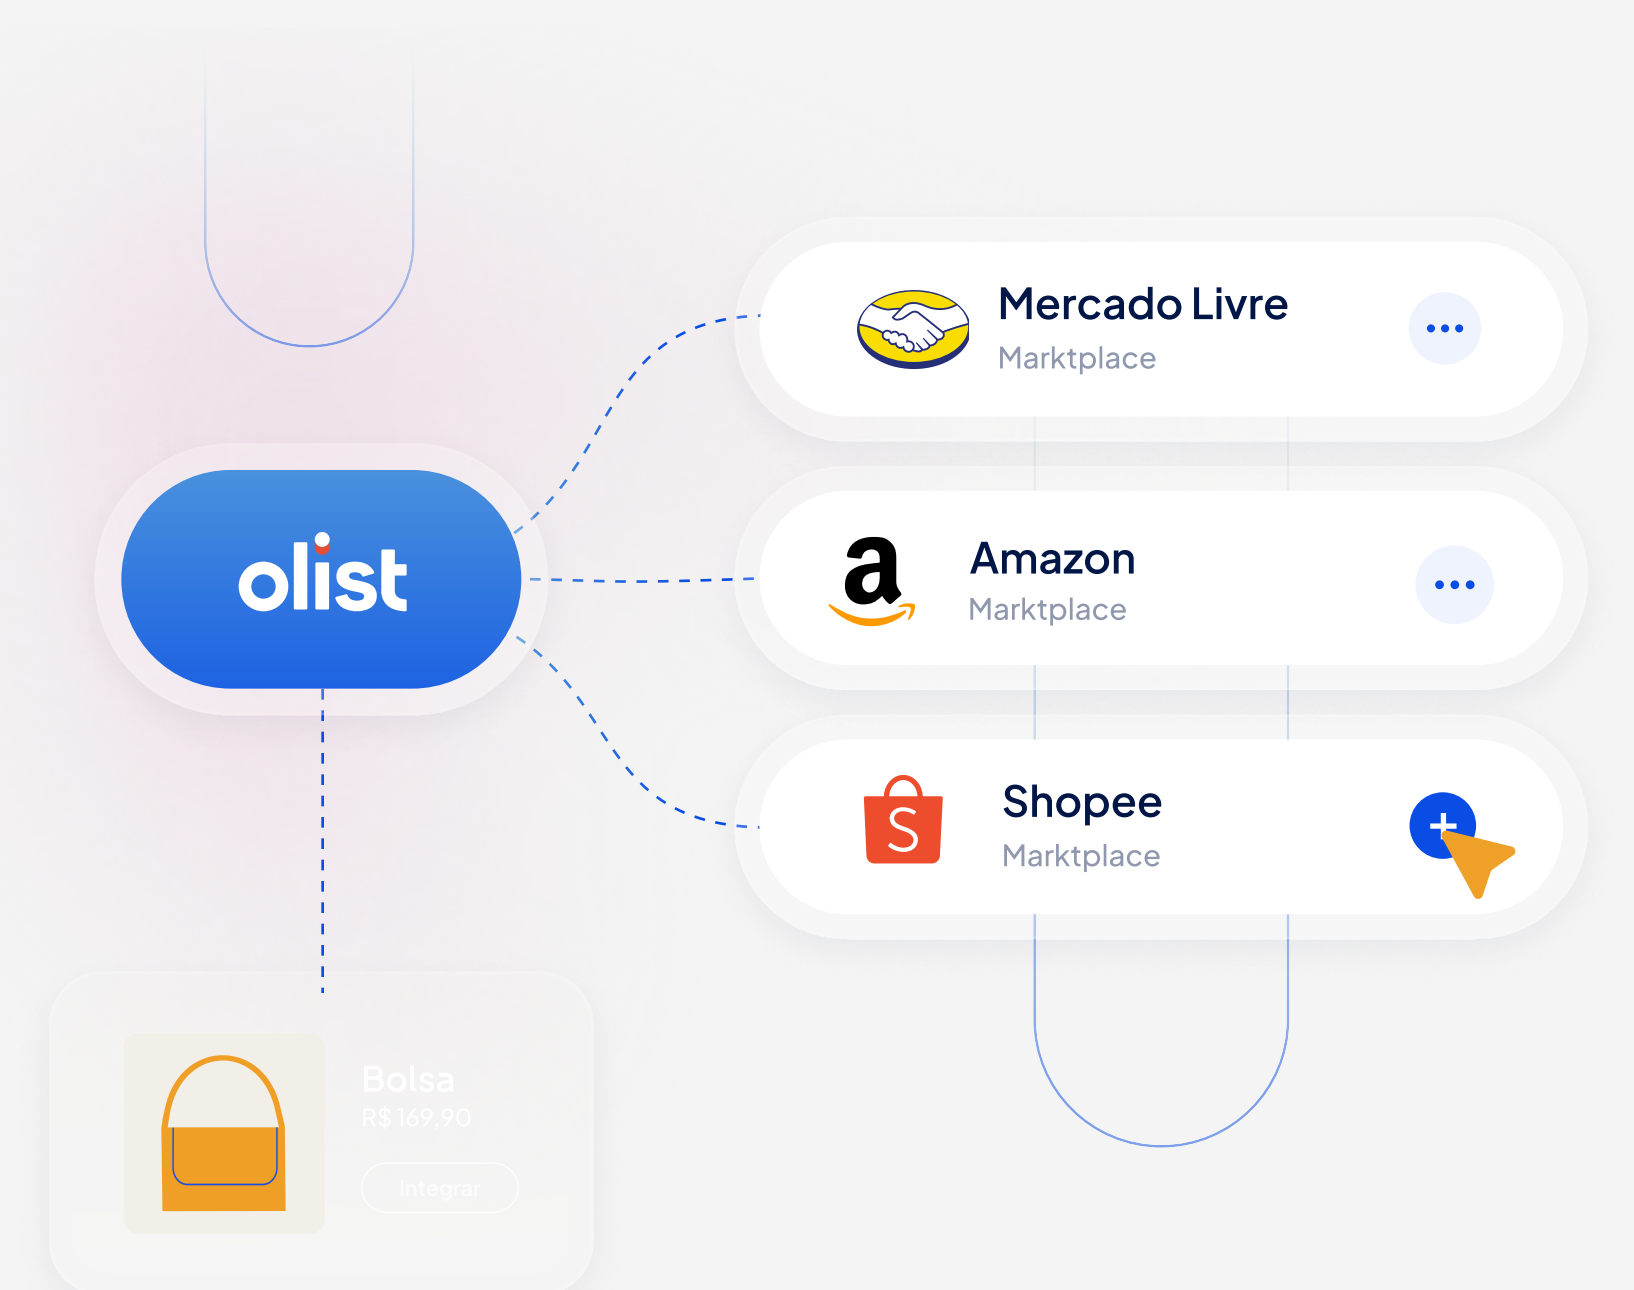 Mercado Livre
Marktplace
olist
Amazon
Marktplace
Shopee
Marktplace
Bolsa
R$ 169,90
Integrar